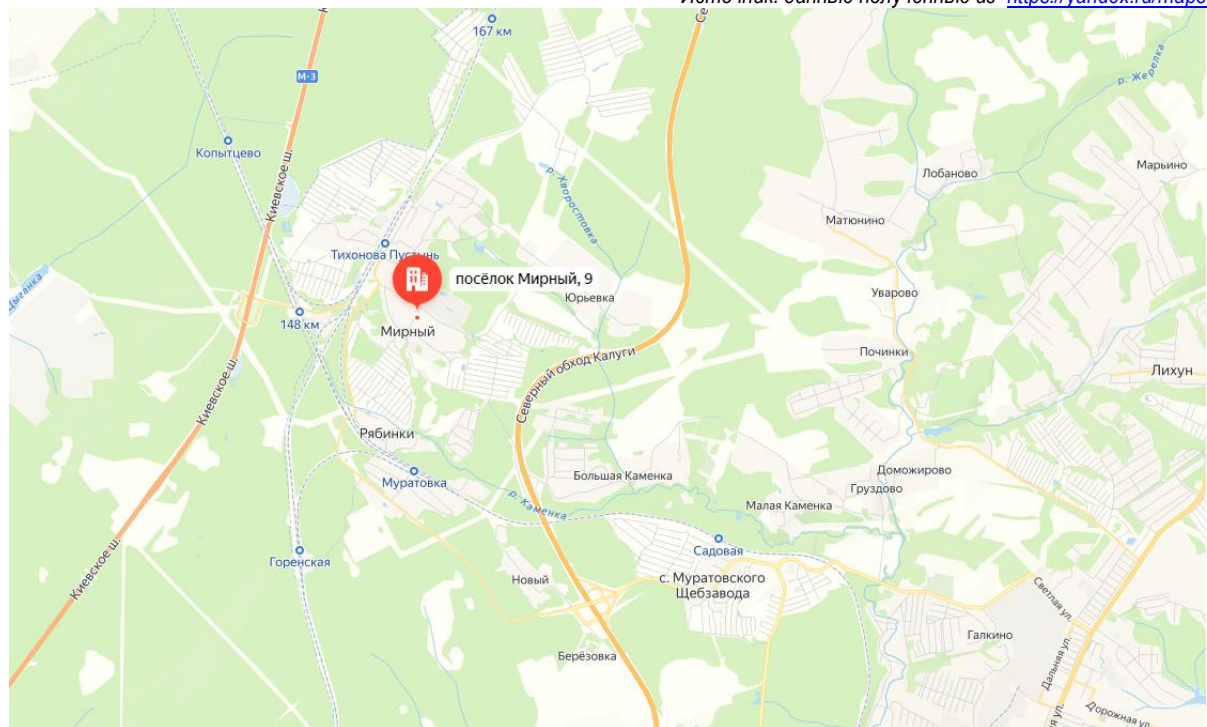 Источник: данные полученные из https://yandex.ru/maps
167 км
М-3
Киевское ш.
Копытцево
р. Жерелка
Марьино
Лобаново
р. Хворостовка
Матюнино
Тихонова Пустынь
посёлок Мирный, 9
Юрьевка
Уварово
148 км
Мирный
Северный обход Калуги
Починки
Лихун
Киевское ш.
Рябинки
Муратовка
Большая Каменка
Доможирово
Груздово
р. Каменка
Малая Каменка
Горенская
Садовая
Киевское ш.
Новый
с. Муратовского
Щебзавода
Светлая ул.
Галкино
Берёзовка
Дальняя ул.
Дорожная ул.